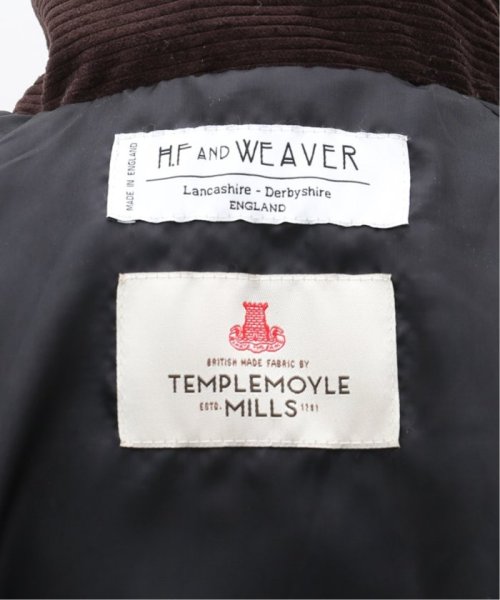 MADE IN ENGLAND
H.F AND WEAVER
Lancashire - Derbyshire
ENGLAND
BRITISH MADE FABRIC BY
TEMPLEMOYLE
ESTD. MILLS 1781